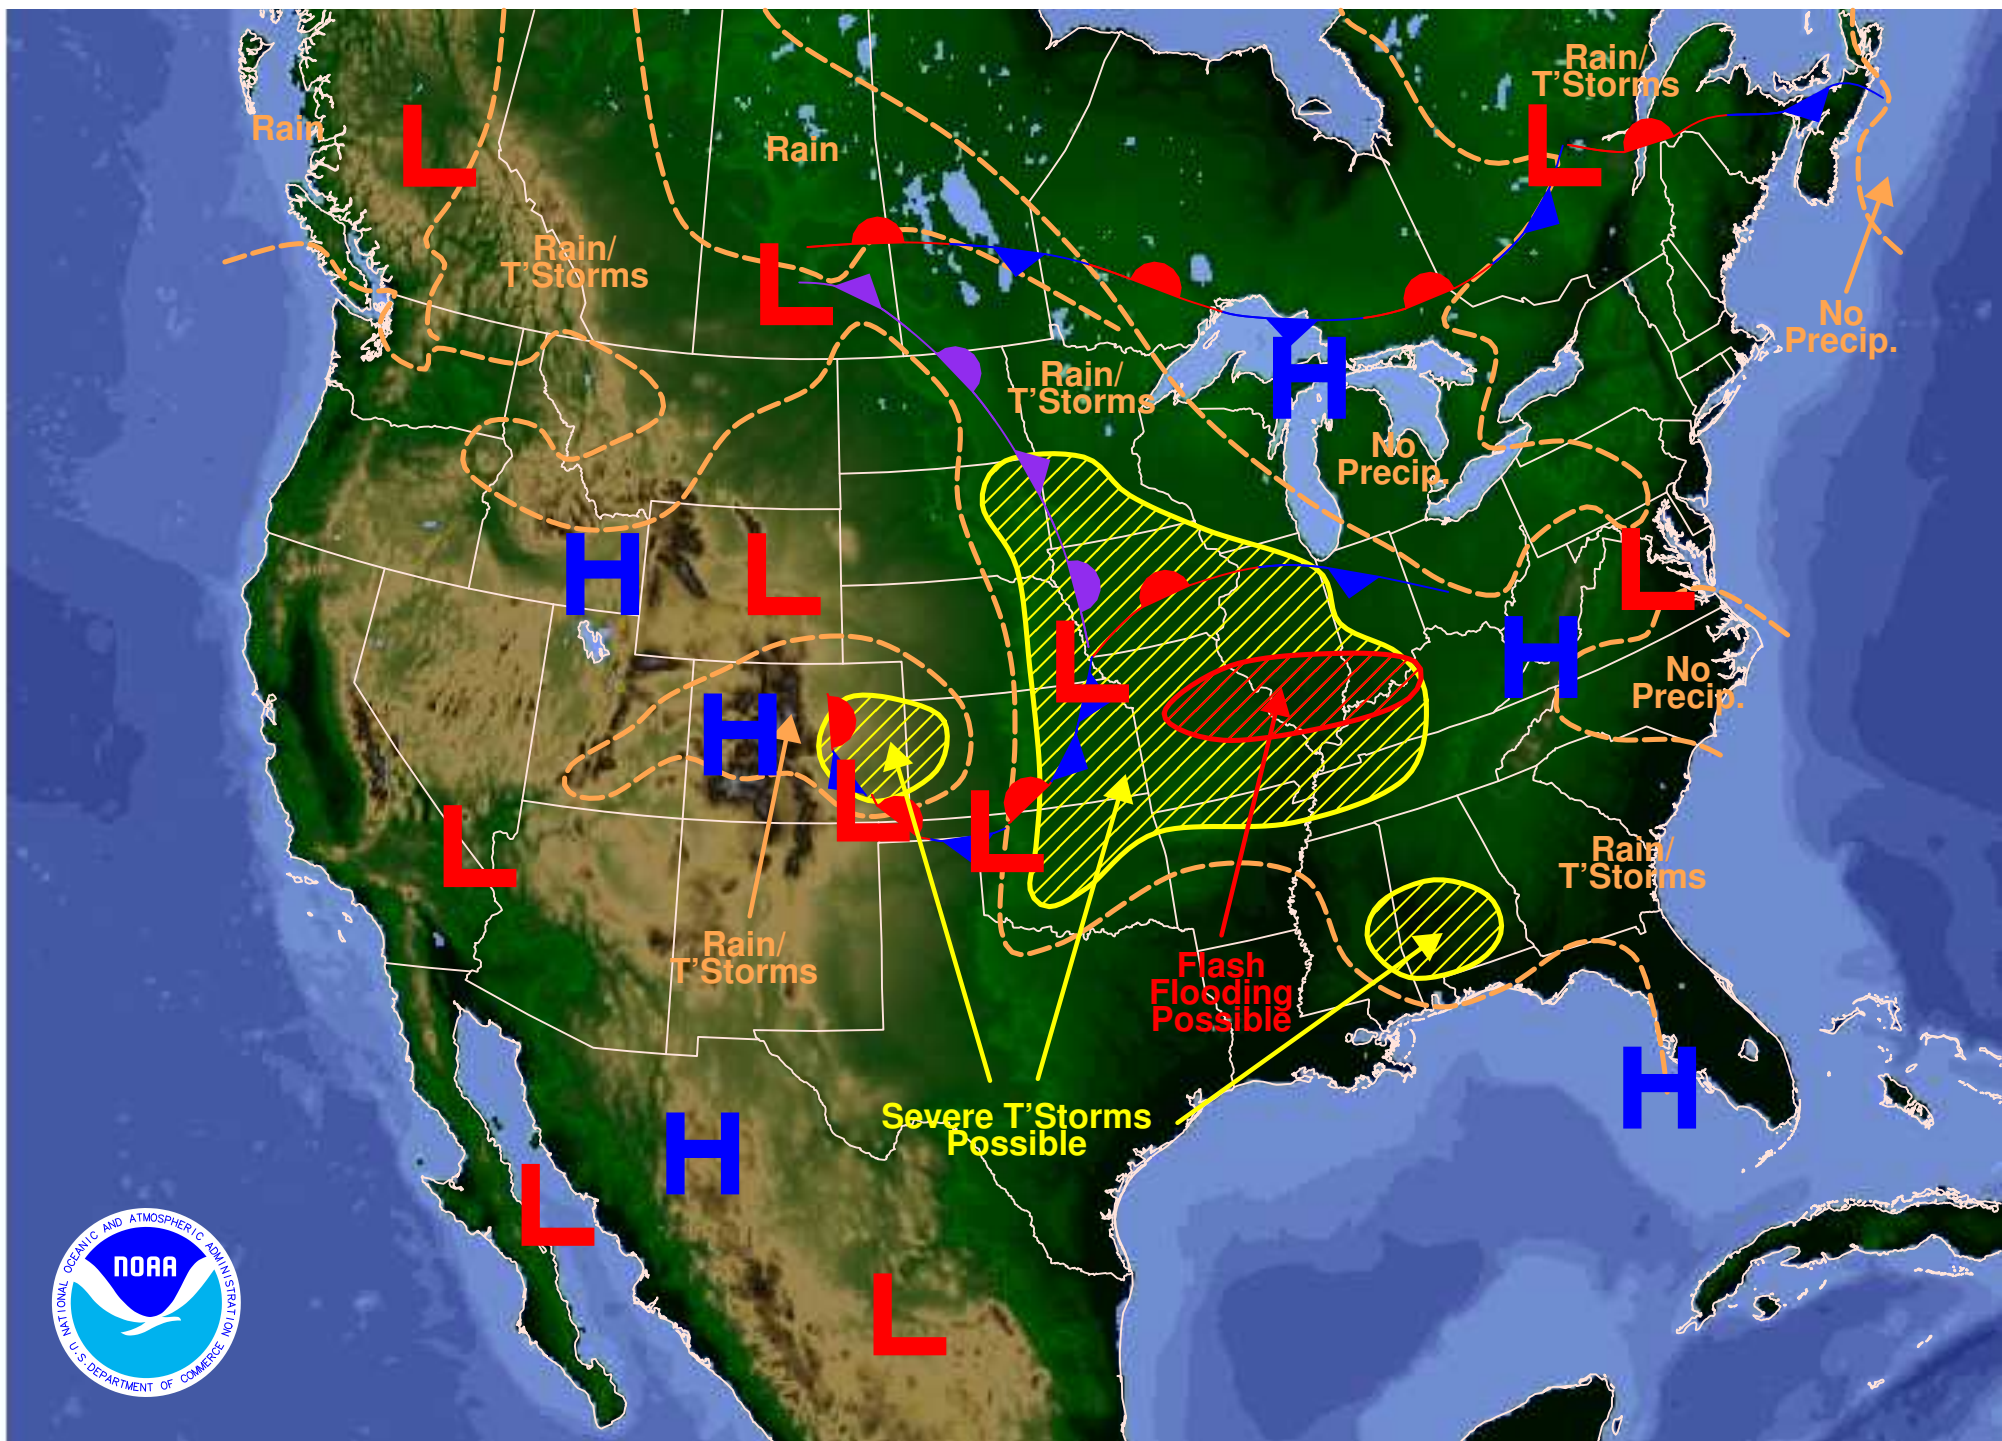 Rain/
T'Storms
Rain
Rain
L
L
Rain/
T'Storms
L
No
Precip.
H
Rain/
T'Storms
No
Precip.
H
L
L
L
H
No
Precip.
H
L
L
L
Rain/
T'Storms
Rain/
T'Storms
Flash
Flooding
Possible
H
Severe T'Storms
Possible
H
L
L
NATIONAL OCEANIC AND ATMOSPHERIC ADMINISTRATION
NOAA
U.S. DEPARTMENT OF COMMERCE